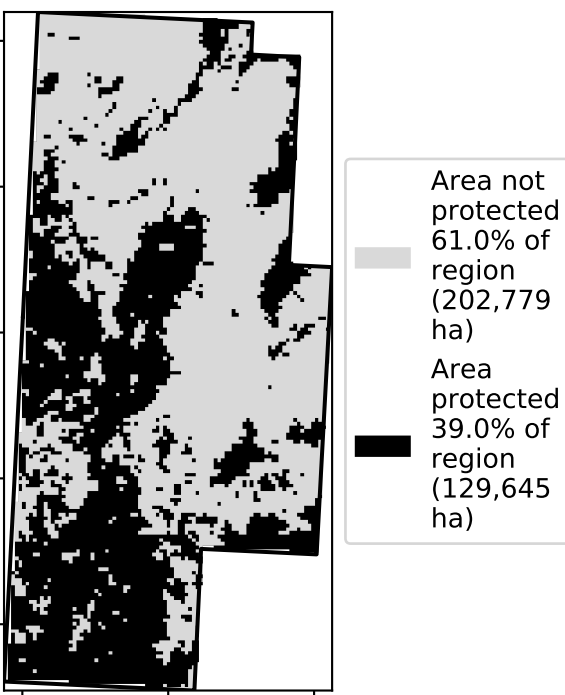 Area not
protected
61.0% of
region
(202,779
ha)
Area
protected
39.0% of
region
(129,645
ha)